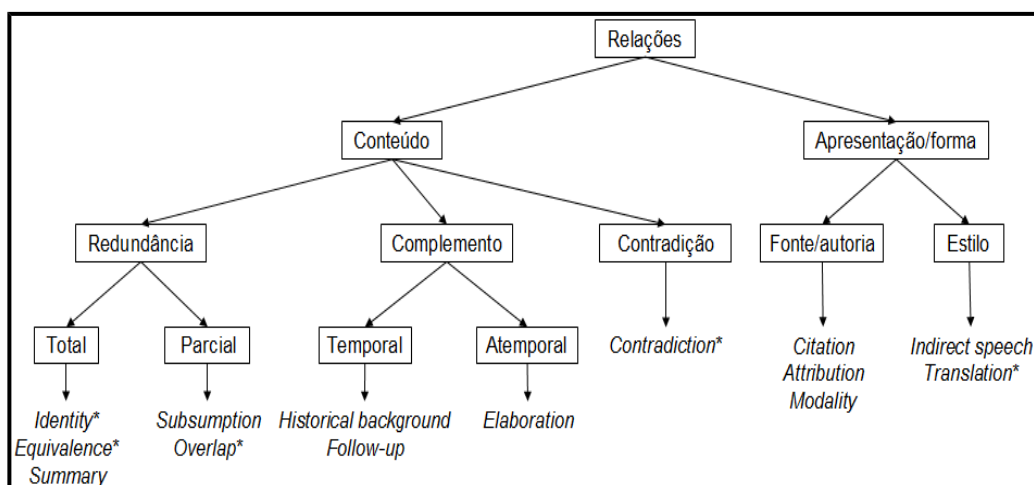 Relações
Conteúdo
Apresentação/forma
Redundância
Complemento
Contradição
Fonte/autoria
Estilo
Total
Parcial
Temporal
Atemporal
Contradiction*
Citation
Attribution
Modality
Indirect speech
Translation*
Identity*
Equivalence*
Summary
Subsumption
Overlap*
Historical background
Follow-up
Elaboration